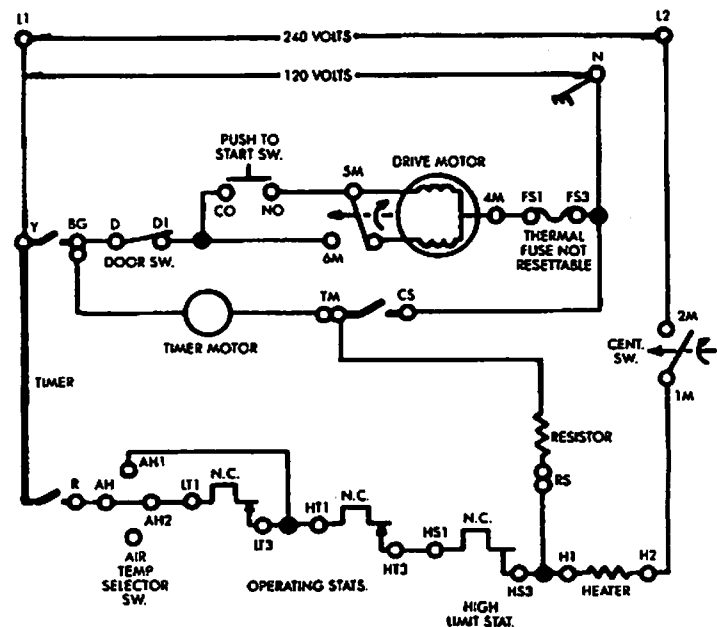 L1
L2
240 VOLTS
120 VOLTS
N
PUSH TO
START SW.
5M
DRIVE MOTOR
CO
NO
4M
FS1
FS3
Y
BG
D
D1
DOOR SW.
6M
THERMAL
FUSE NOT
RESETTABLE
TM
CS
2M
TIMER MOTOR
CENT.
SW.
1M
TIMER
RESISTOR
AH1
RS
R
AH
LT1
N.C.
AH2
LT3
HT1
N.C.
HT3
HS1
N.C.
HS3
H1
H2
HEATER
AIR
TEMP
SELECTOR
SW.
OPERATING STATS.
HIGH
LIMIT STAT.